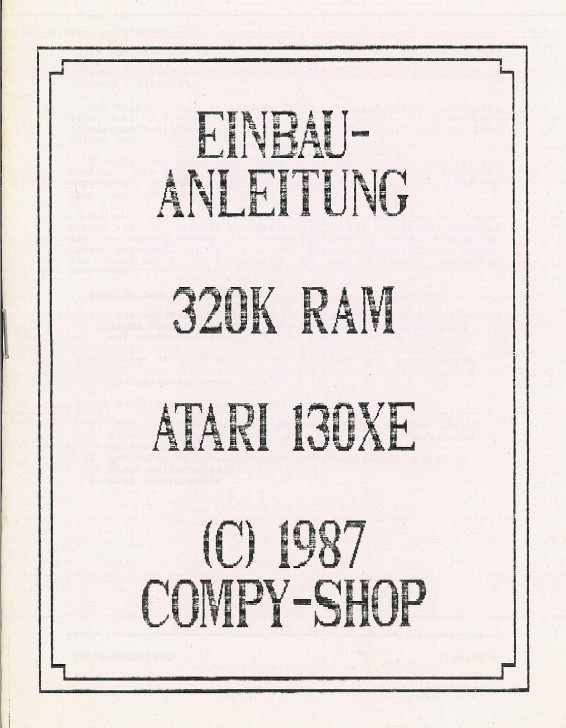 EINBAU-
ANLEITUNG
320K RAM
ATARI 130XE
(C) 1987
COMPY-SHOP